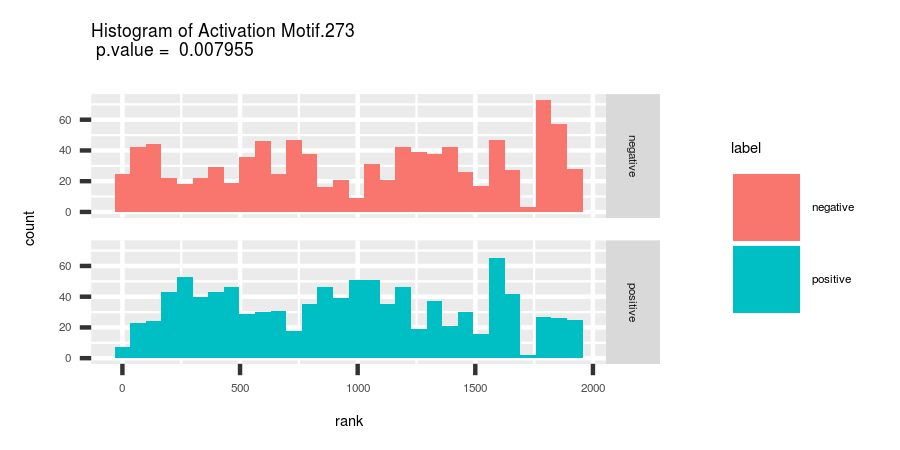 Histogram of Activation Motif.273
p.value =  0.007955
count
60
40
20
0
negative
60
40
20
0
positive
0 500 1000 1500 2000
rank
label
negative
positive